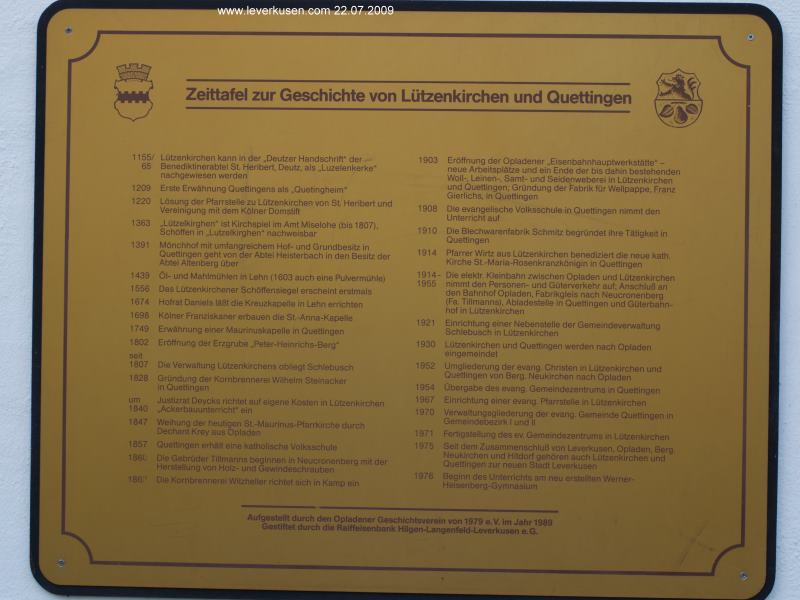 www.leverkusen.com 22.07.2009
Zeittafel zur Geschichte von Lützenkirchen und Quettingen
1155/ Lützenkirchen kann in der „Deutzer Handschrift" der
65 Benediktinerabtei St. Heribert, Deutz, als „Luzelenkerke"
nachgewiesen werden
1209 Erste Erwähnung Quettingens als „Quetingheim"
1220 Lösung der Pfarrstelle zu Lützenkirchen von St. Heribert und
Vereinigung mit dem Kölner Domstift
1363 „Lützelkirghen" ist Kirchspiel im Amt Miselohe (bis 1807),
Schöffen in „Lutzelkirghen" nachweisbar
1391 Mönchhof mit umfangreichem Hof- und Grundbesitz in
Quettingen geht von der Abtei Heisterbach in den Besitz der
Abtei Altenberg über
1439 Öl- und Mahlmühlen in Lehn (1603 auch eine Pulvermühle)
1556 Das Lützenkirchener Schöffensiegel erscheint erstmals
1674 Hofrat Daniels läßt die Kreuzkapelle in Lehn errichten
1698 Kölner Franziskaner erbauen die St.-Anna-Kapelle
1749 Erwähnung einer Maurinuskapelle in Quettingen
1802 Eröffnung der Erzgrube „Peter-Heinrichs-Berg"
seit
1807 Die Verwaltung Lützenkirchens obliegt Schlebusch
1828 Gründung der Kornbrennerei Wilhelm Steinacker
in Quettingen
um Justizrat Deycks richtet auf eigene Kosten in Lützenkirchen
1840 „Ackerbauunterricht" ein
1847 Weihung der heutigen St.-Maurinus-Pfarrkirche durch
Dechant Krey aus Opladen
1857 Quettingen erhält eine katholische Volksschule
Die Gebrüder Tillmanns beginnen in Neucronenberg mit der
Herstellung von Holz- und Gewindeschrauben
Die Kornbrennerei Witzheller richtet sich in Kamp ein
1903 Eröffnung der Opladener „Eisenbahnhauptwerkstätte" –
neue Arbeitsplätze und ein Ende der bis dahin bestehenden
Woll-, Leinen-, Samt- und Seidenweberei in Lützenkirchen
und Quettingen; Gründung der Fabrik für Wellpappe, Franz
Gierlichs, in Quettingen
1908 Die evangelische Volksschule in Quettingen nimmt den
Unterricht auf
1910 Die Blechwarenfabrik Schmitz begründet ihre Tätigkeit in
Quettingen
1914 Pfarrer Wirtz aus Lützenkirchen benediziert die neue kath.
Kirche St.-Maria-Rosenkranzkönigin in Quettingen
1914- Die elektr. Kleinbahn zwischen Opladen und Lützenkirchen
1955 nimmt den Personen- und Güterverkehr auf; Anschluß an
den Bahnhof Opladen, Fabrikgleis nach Neucronenberg
(Fa. Tillmanns), Abladestelle in Quettingen und Güterbahn-
hof in Lützenkirchen
1921 Einrichtung einer Nebenstelle der Gemeindeverwaltung
Schlebusch in Lützenkirchen
1930 Lützenkirchen und Quettingen werden nach Opladen
eingemeindet
1952 Umgliederung der evang. Christen in Lützenkirchen und
Quettingen von Berg. Neukirchen nach Opladen
1954 Übergabe des evang. Gemeindezentrums in Quettingen
1967 Einrichtung einer evang. Pfarrstelle in Lützenkirchen
1970 Verwaltungsgliederung der evang. Gemeinde Quettingen in
Gemeindebezirk I und II
1971 Fertigstellung des ev. Gemeindezentrums in Lützenkirchen
1975 Seit dem Zusammenschluß von Leverkusen, Opladen, Berg.
Neukirchen und Hitdorf gehören auch Lützenkirchen und
Quettingen zur neuen Stadt Leverkusen
1976 Beginn des Unterrichts am neu erstellten Werner-
Heisenberg-Gymnasium
Aufgestellt durch den Opladener Geschichtsverein von 1979 e.V. im Jahr 1989
Gestiftet durch die Raiffeisenbank Hilgen-Langenfeld-Leverkusen e.G.